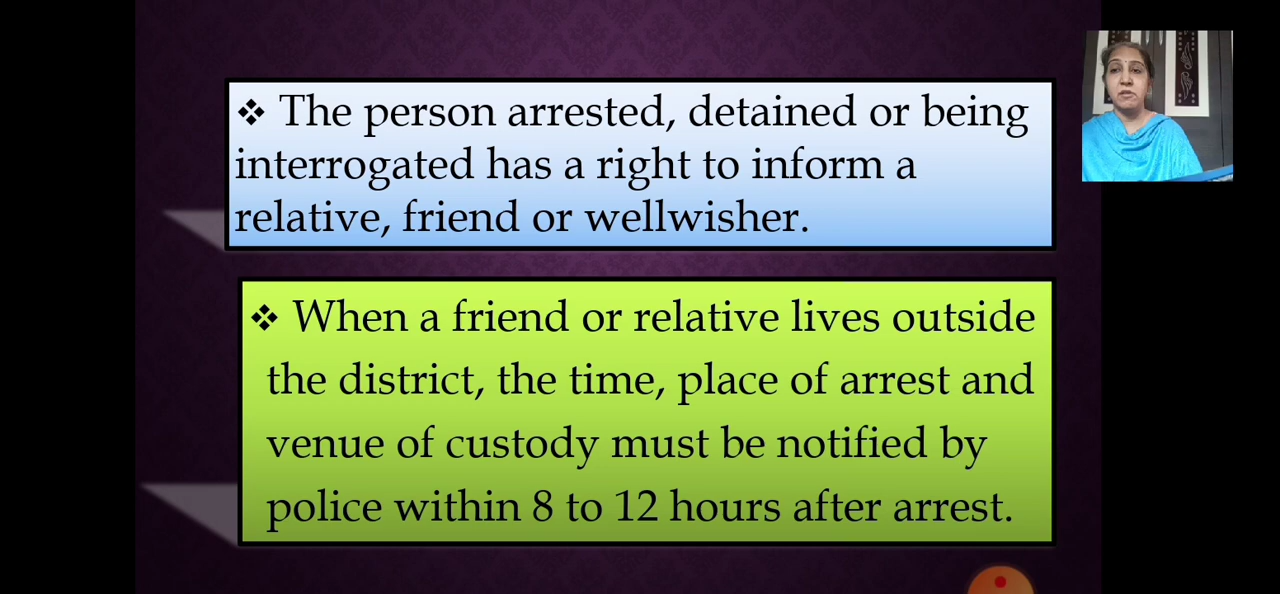 ❖ The person arrested, detained or being
interrogated has a right to inform a
relative, friend or wellwisher.
❖ When a friend or relative lives outside
the district, the time, place of arrest and
venue of custody must be notified by
police within 8 to 12 hours after arrest.